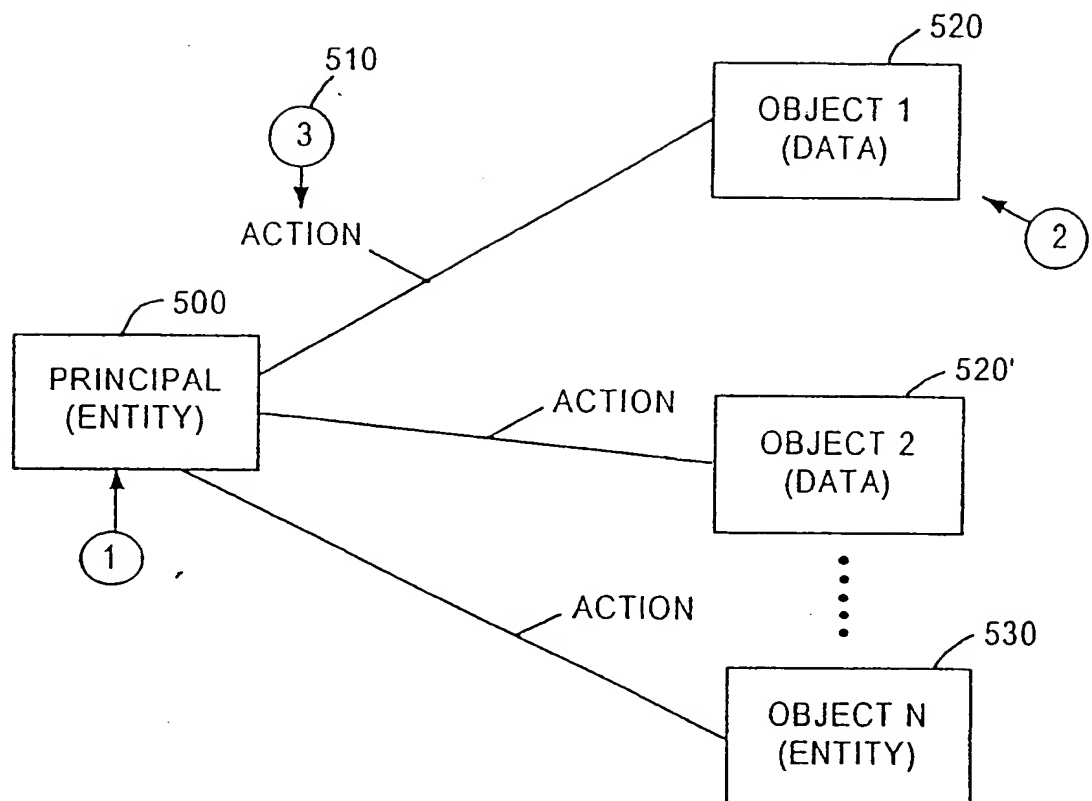 520
510
OBJECT 1
(DATA)
3
ACTION
2
500
PRINCIPAL
(ENTITY)
520'
ACTION
OBJECT 2
(DATA)
1
ACTION
530
OBJECT N
(ENTITY)